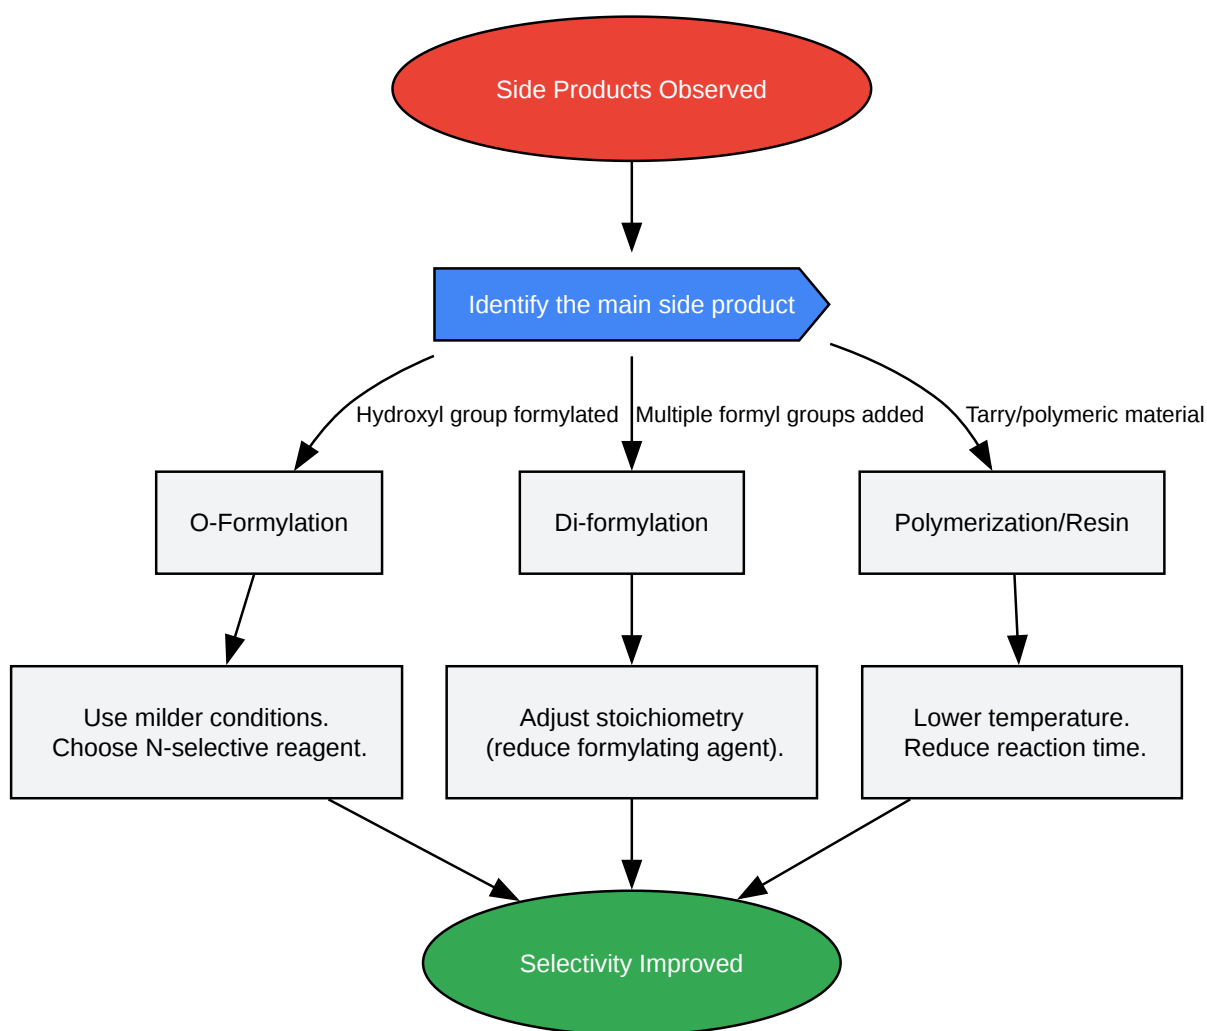 Side Products Observed
Identify the main side product
Hydroxyl group formylated
Multiple formyl groups added
Tarry/polymeric material
O-Formylation
Di-formylation
Polymerization/Resin
Use milder conditions.
Choose N-selective reagent.
Adjust stoichiometry
(reduce formylating agent).
Lower temperature.
Reduce reaction time.
Selectivity Improved